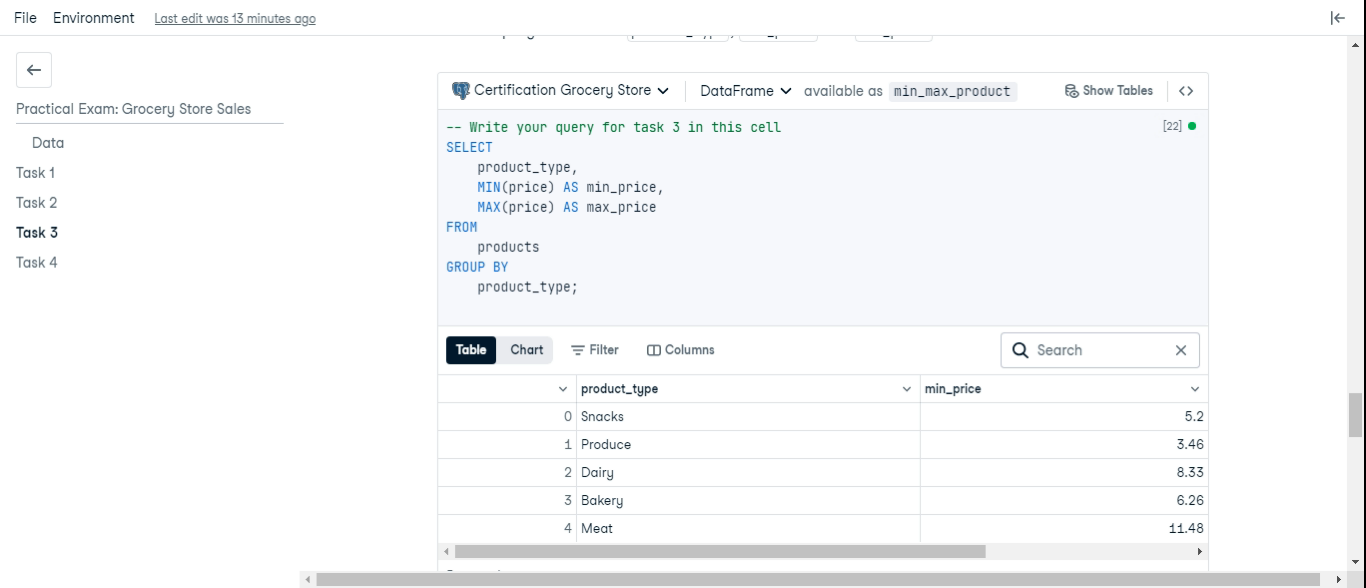 File Environment Last edit was 13 minutes ago
Practical Exam: Grocery Store Sales
Data
Task 1
Task 2
Task 3
Task 4
Certification Grocery Store DataFrame available as min_max_product Show Tables <>
-- Write your query for task 3 in this cell [22]
SELECT
product_type,
MIN(price) AS min_price,
MAX(price) AS max_price
FROM
products
GROUP BY
product_type;
Table Chart Filter Columns Search
product_type min_price
0 Snacks 5.2
1 Produce 3.46
2 Dairy 8.33
3 Bakery 6.26
4 Meat 11.48